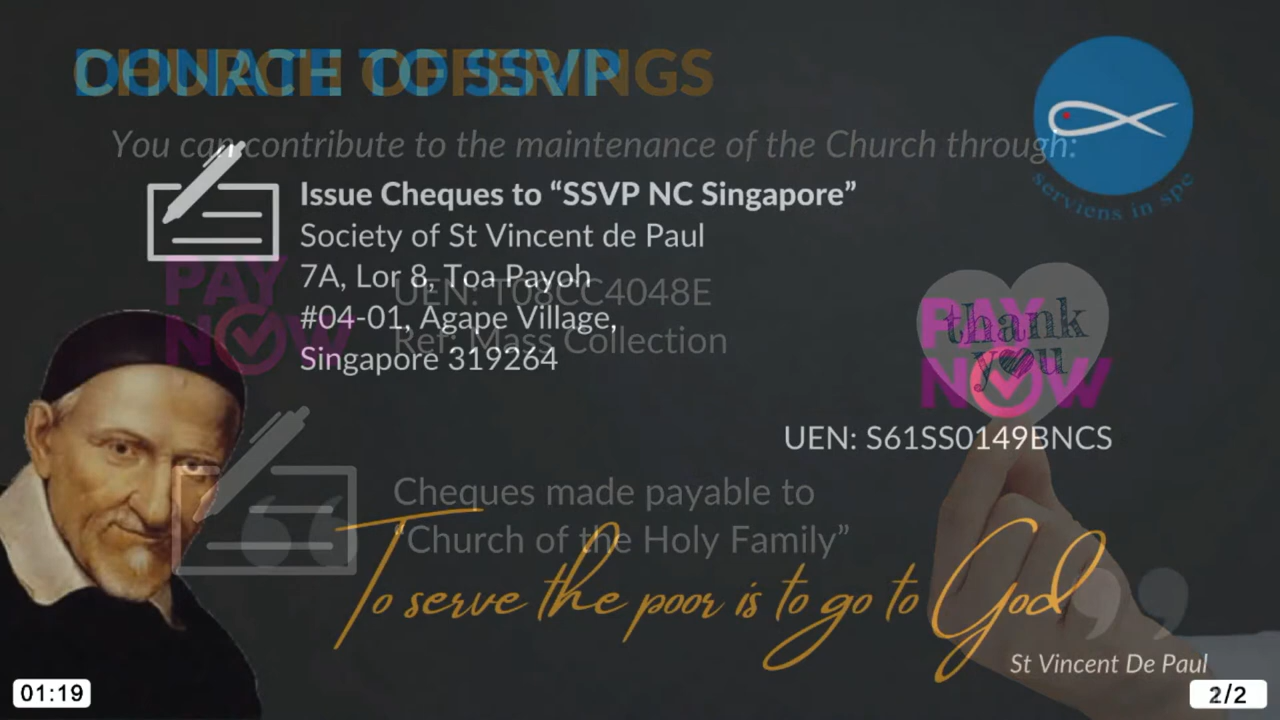 CHURCH OFFERINGS
DONATE TO SSVP
You can contribute to the maintenance of the Church through:
serviens in spe
Issue Cheques to “SSVP NC Singapore”
Society of St Vincent de Paul
7A, Lor 8, Toa Payoh
#04-01, Agape Village,
Singapore 319264
PAY
NOW
UEN: T08CC4048E
Ref: Mass Collection
thank
you
PAY
NOW
UEN: S61SS0149BNCS
Cheques made payable to
“Church of the Holy Family”
“To serve the poor is to go to God”
St Vincent De Paul
01:19
2/2